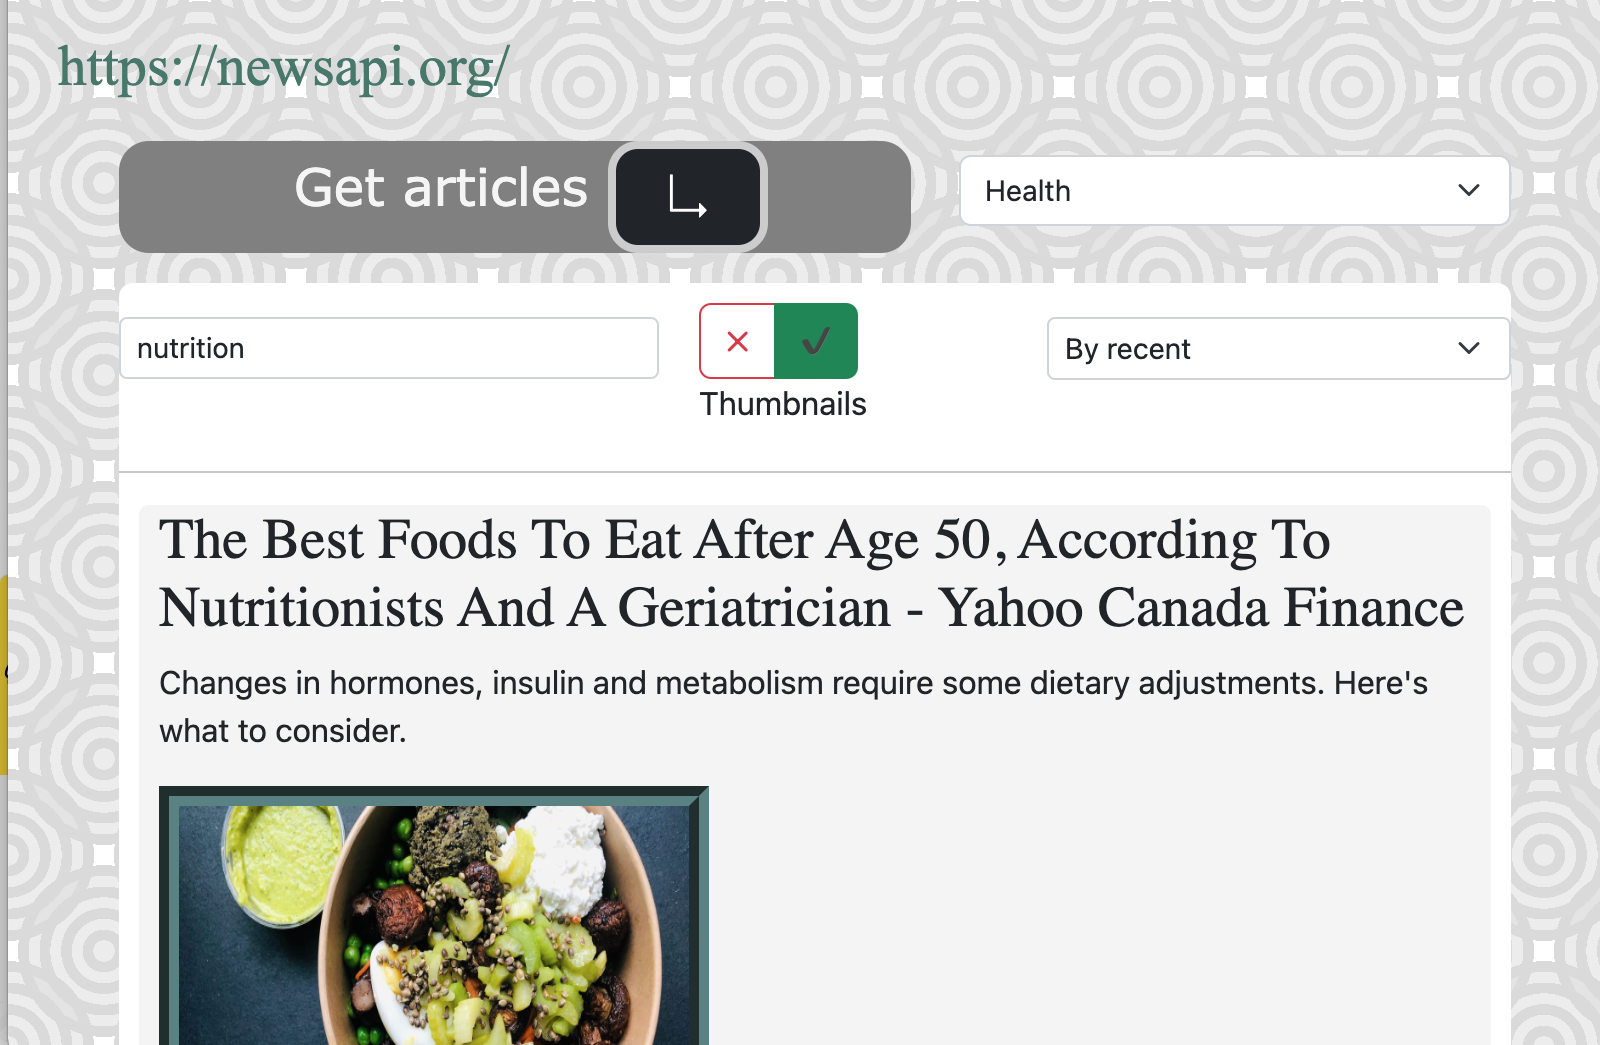 https://newsapi.org/
Get articles
Health
nutrition
Thumbnails
By recent
The Best Foods To Eat After Age 50, According To
Nutritionists And A Geriatrician - Yahoo Canada Finance
Changes in hormones, insulin and metabolism require some dietary adjustments. Here's
what to consider.